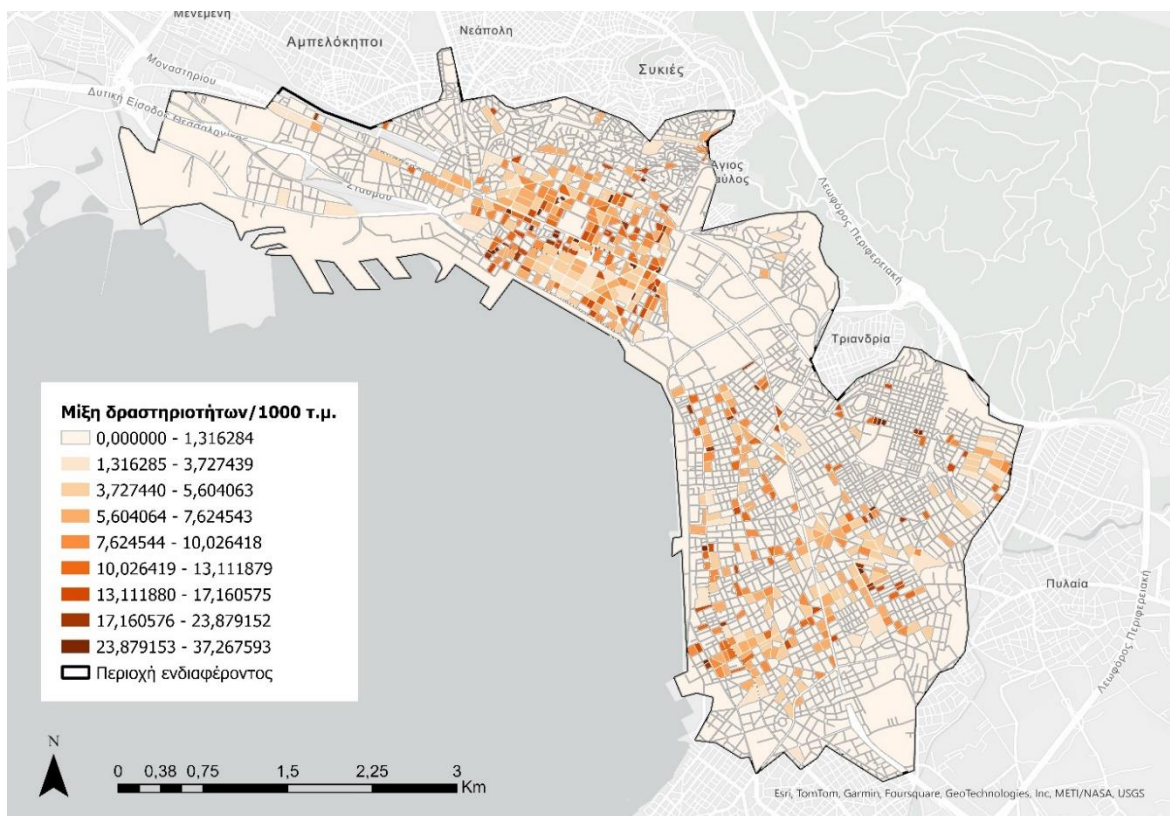 Μενεμένη
Αμπελόκηποι
Νεάπολη
Συκιές
Μοναστηρίου
Δυτική Είσοδος Θεσσαλονίκης
Σταθμού
Άγιος
Παύλος
Λεωφόρος Περιφερειακή
Τριανδρία
Πυλαία
Λεωφόρος Περιφερειακή
Μίξη δραστηριοτήτων/1000 τ.μ.
0,000000 - 1,316284
1,316285 - 3,727439
3,727440 - 5,604063
5,604064 - 7,624543
7,624544 - 10,026418
10,026419 - 13,111879
13,111880 - 17,160575
17,160576 - 23,879152
23,879153 - 37,267593
Περιοχή ενδιαφέροντος
N
0 0,38 0,75 1,5 2,25 3
Km
Esri, TomTom, Garmin, Foursquare, GeoTechnologies, Inc, METI/NASA, USGS